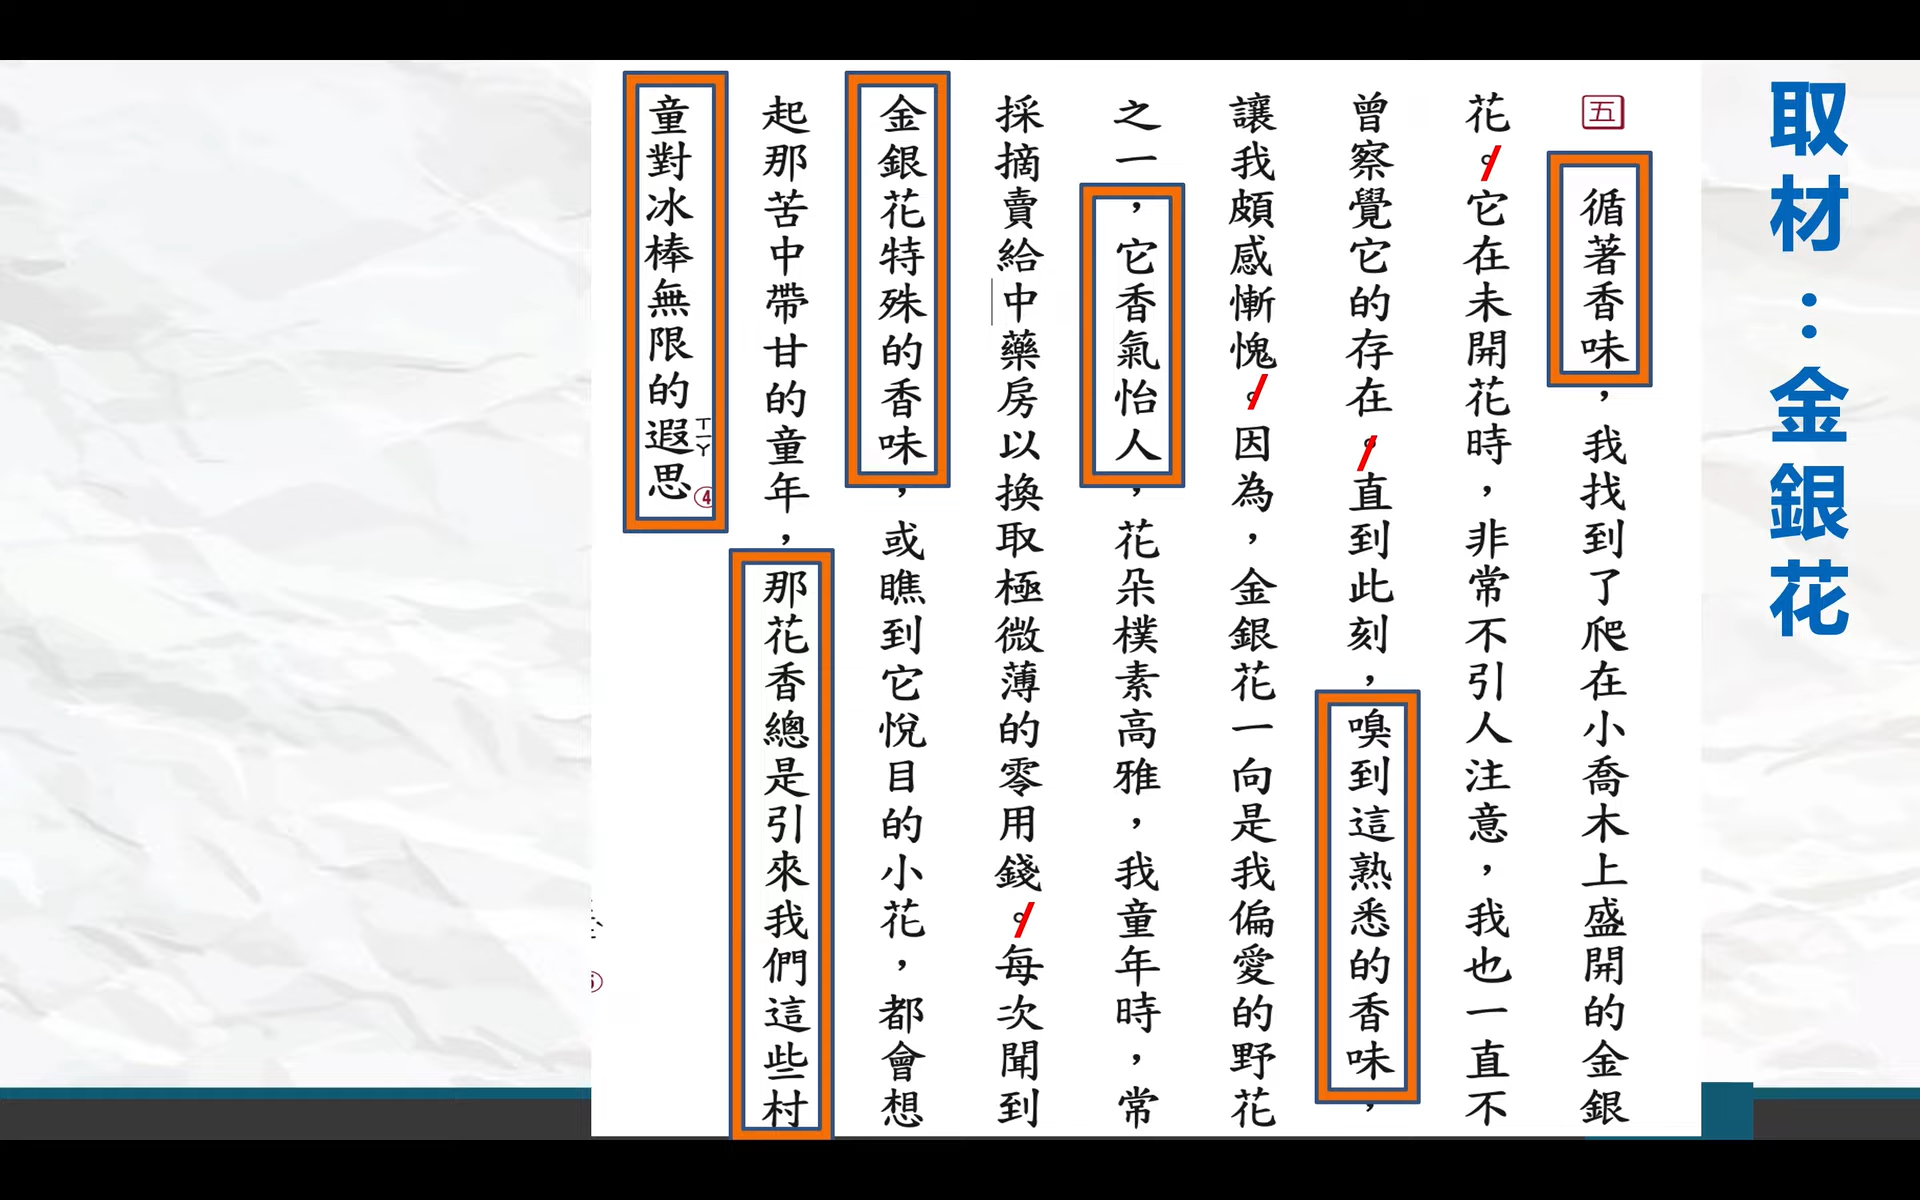 取材：金銀花
五 循著香味，我找到了爬在小喬木上盛開的金銀
花。它在未開花時，非常不引人注意，我也一直不
曾察覺它的存在。直到此刻，嗅到這熟悉的香味，
讓我頗感慚愧。因為，金銀花一向是我偏愛的野花
之一，它香氣怡人，花朵樸素高雅，我童年時，常
採摘賣給中藥房以換取極微薄的零用錢。每次聞到
金銀花特殊的香味，或瞧到它悅目的小花，都會想
起那苦中帶甘的童年，那花香總是引來我們這些村
童對冰棒無限的遐思④
ㄒㄧㄚ